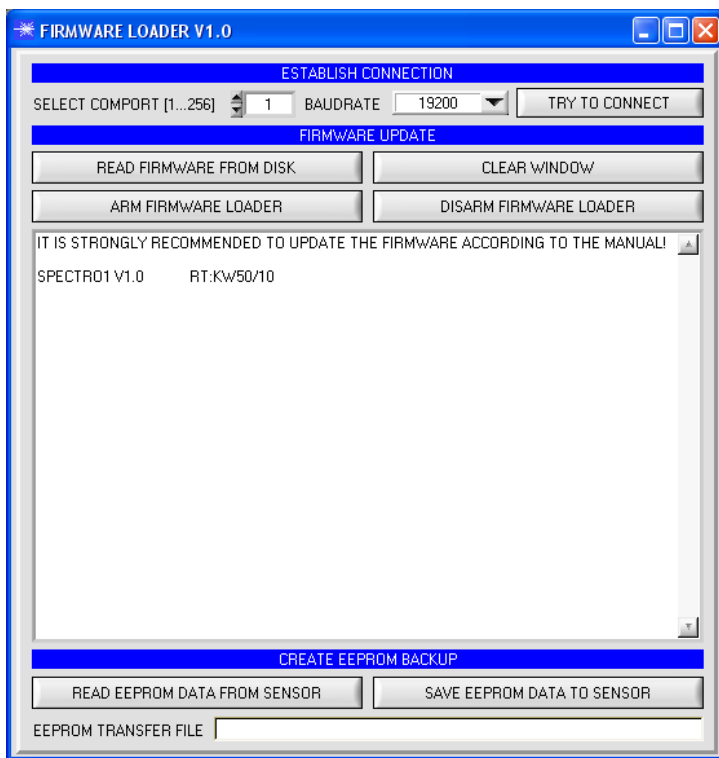 FIRMWARE LOADER V1.0
ESTABLISH CONNECTION
SELECT COMPORT [1...256] 1 BAUDRATE 19200 TRY TO CONNECT
FIRMWARE UPDATE
READ FIRMWARE FROM DISK CLEAR WINDOW
ARM FIRMWARE LOADER DISARM FIRMWARE LOADER
IT IS STRONGLY RECOMMENDED TO UPDATE THE FIRMWARE ACCORDING TO THE MANUAL!
SPECTRO1 V1.0 RT:KW50/10
CREATE EEPROM BACKUP
READ EEPROM DATA FROM SENSOR SAVE EEPROM DATA TO SENSOR
EEPROM TRANSFER FILE